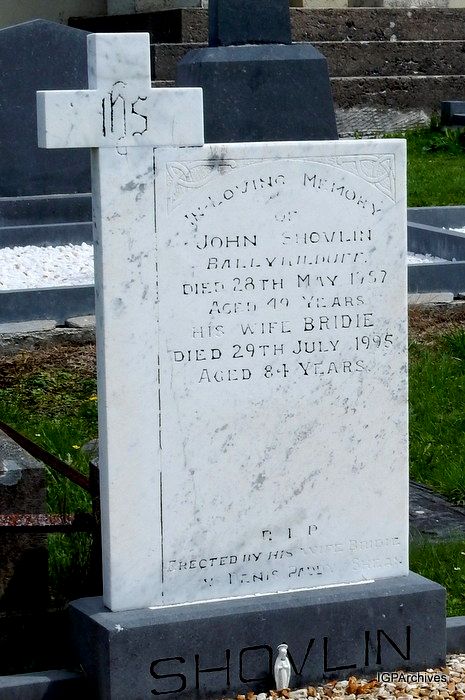 ihs
IN LOVING MEMORY
OF
JOHN SHOVLIN
BALLYKILDUFF
DIED 28TH MAY 1957
AGED 49 YEARS
HIS WIFE BRIDIE
DIED 29TH JULY 1995
AGED 84 YEARS
R I P
ERECTED BY HIS WIFE BRIDIE
SHOVLIN
IGPArchives